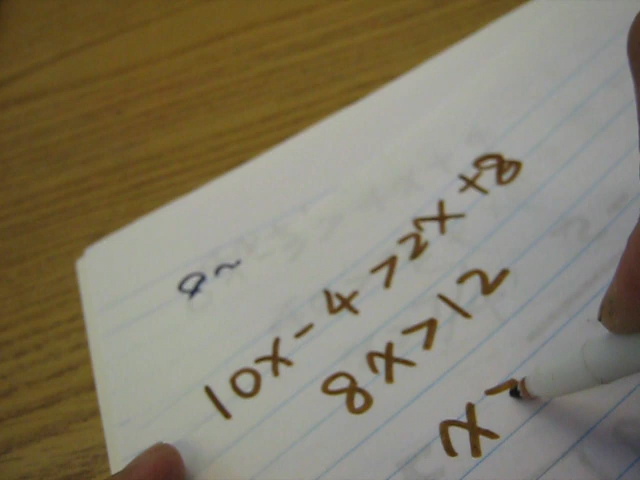 10x - 4 > 2x + 8
8x > 12
x